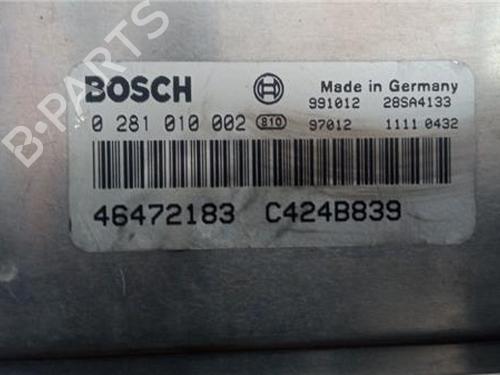 B-PARTS
BOSCH
Made in Germany
991012 28SA4133
0 281 010 002 810 97012 1111 0432
46472183 C424B839